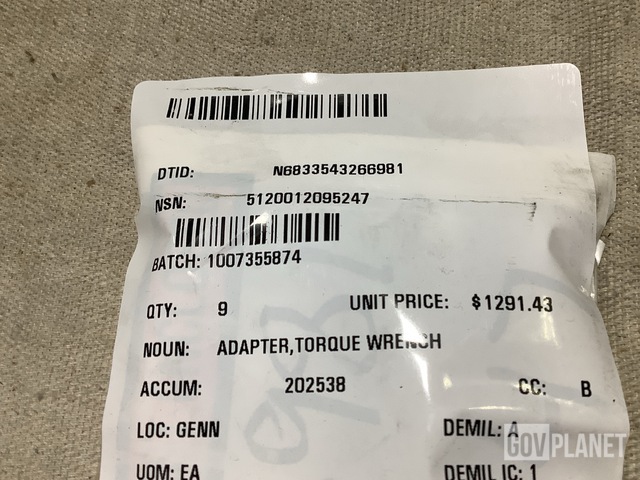 DTID: N6833543266981
NSN: 5120012095247
BATCH: 1007355874
QTY: 9 UNIT PRICE: $1291.43
NOUN: ADAPTER,TORQUE WRENCH
ACCUM: 202538 CC: B
LOC: GENN DEMIL: A
UOM: EA DEMIL IC: 1
GOVPLANET